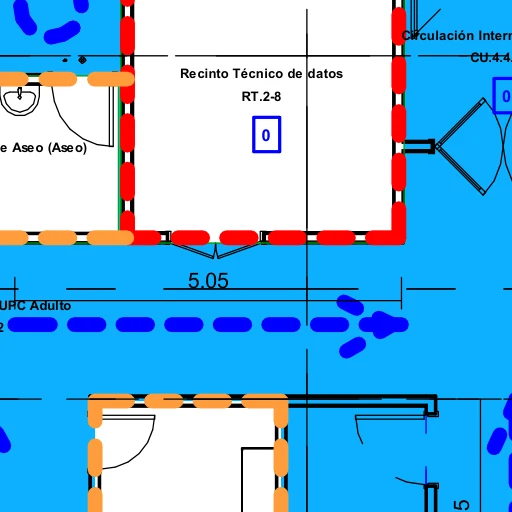 Circulación Intern
CU.4.4.
Recinto Técnico de datos
RT.2-8
0
0
e Aseo (Aseo)
5.05
UPC Adulto
2
5